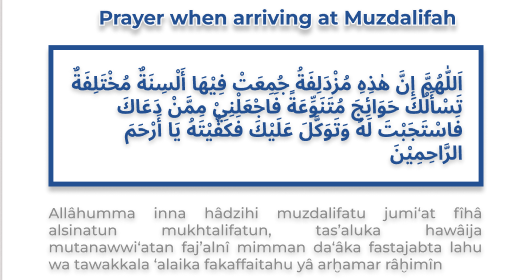 Prayer when arriving at Muzdalifah
اَللّٰهُمَّ إِنَّ هٰذِهِ مُزْدَلِفَةُ جُمِعَتْ فِيْهَا أَلْسِنَةٌ مُخْتَلِفَةٌ
تَسْأَلُكَ حَوَائِجَ مُتَنَوِّعَةً فَاجْعَلْنِيْ مِمَّنْ دَعَاكَ
فَاسْتَجَبْتَ لَهُ وَتَوَكَّلَ عَلَيْكَ فَكَفَيْتَهُ يَا أَرْحَمَ
الرَّاحِمِيْنَ
Allâhumma inna hâdzihi muzdalifatu jumi‘at fîhâ
alsinatun mukhtalifatun, tas’aluka hawâija
mutanawwi‘atan faj’alnî mimman da‘âka fastajabta lahu
wa tawakkala ‘alaika fakaffaitahu yâ arḥamar râḥimîn